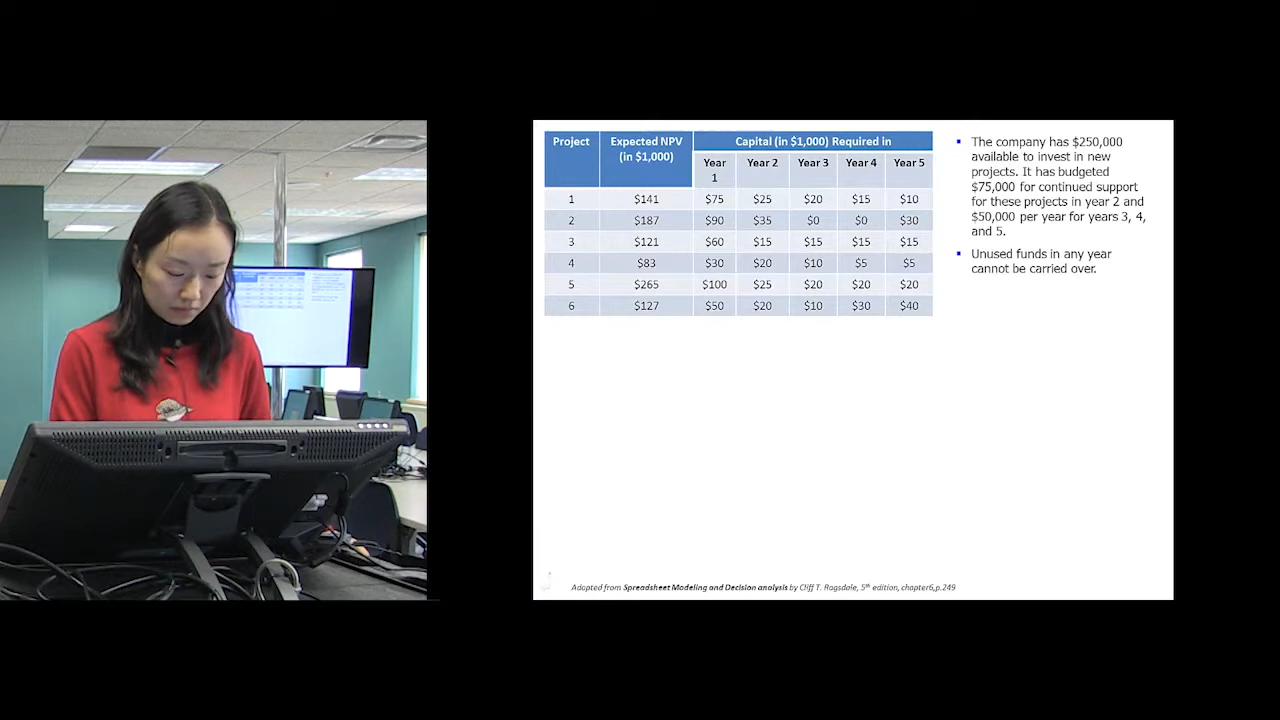 Project Expected NPV Capital (in $1,000) Required in
(in $1,000)
Year 1 Year 2 Year 3 Year 4 Year 5
1 $141 $75 $25 $20 $15 $10
2 $187 $90 $35 $0 $0 $30
3 $121 $60 $15 $15 $15 $15
4 $83 $30 $20 $10 $5 $5
5 $265 $100 $25 $20 $20 $20
6 $127 $50 $20 $10 $30 $40
The company has $250,000
available to invest in new
projects. It has budgeted
$75,000 for continued support
for these projects in year 2 and
$50,000 per year for years 3, 4,
and 5.
Unused funds in any year
cannot be carried over.
Adapted from Spreadsheet Modeling and Decision analysis by Cliff T. Ragsdale, 5th edition, chapter6,p.249